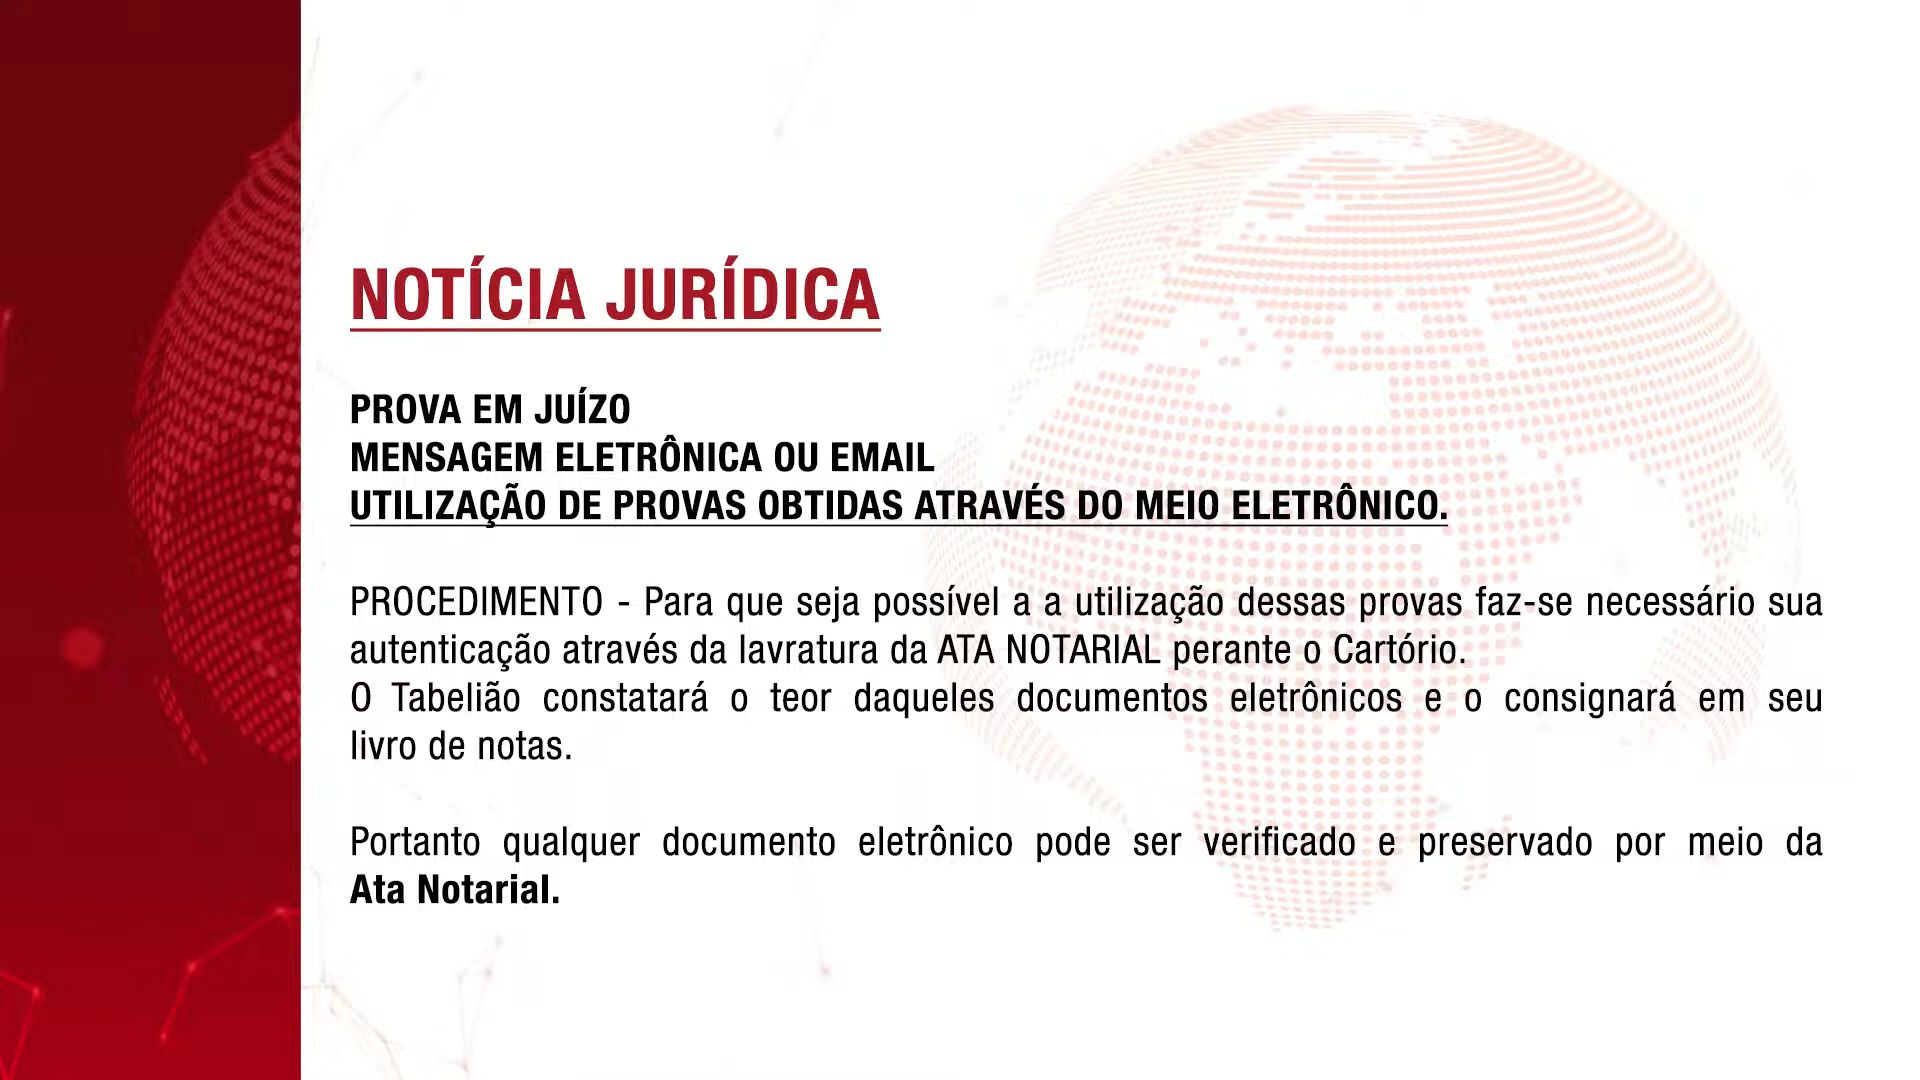 NOTÍCIA JURÍDICA
PROVA EM JUÍZO
MENSAGEM ELETRÔNICA OU EMAIL
UTILIZAÇÃO DE PROVAS OBTIDAS ATRAVÉS DO MEIO ELETRÔNICO.
PROCEDIMENTO - Para que seja possível a a utilização dessas provas faz-se necessário sua
autenticação através da lavratura da ATA NOTARIAL perante o Cartório.
O Tabelião constatará o teor daqueles documentos eletrônicos e o consignará em seu
livro de notas.
Portanto qualquer documento eletrônico pode ser verificado e preservado por meio da
Ata Notarial.